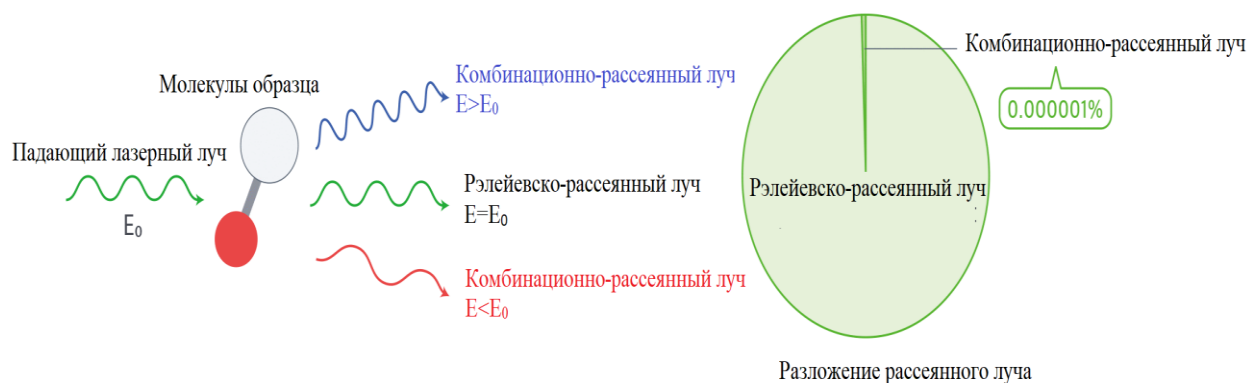 Падающий лазерный луч
E₀
Молекулы образца
Комбинационно-рассеянный луч
E>E₀
Рэлейевско-рассеянный луч
E=E₀
Комбинационно-рассеянный луч
E<E₀
Комбинационно-рассеянный луч
0.000001%
Рэлейевско-рассеянный луч
Разложение рассеянного луча